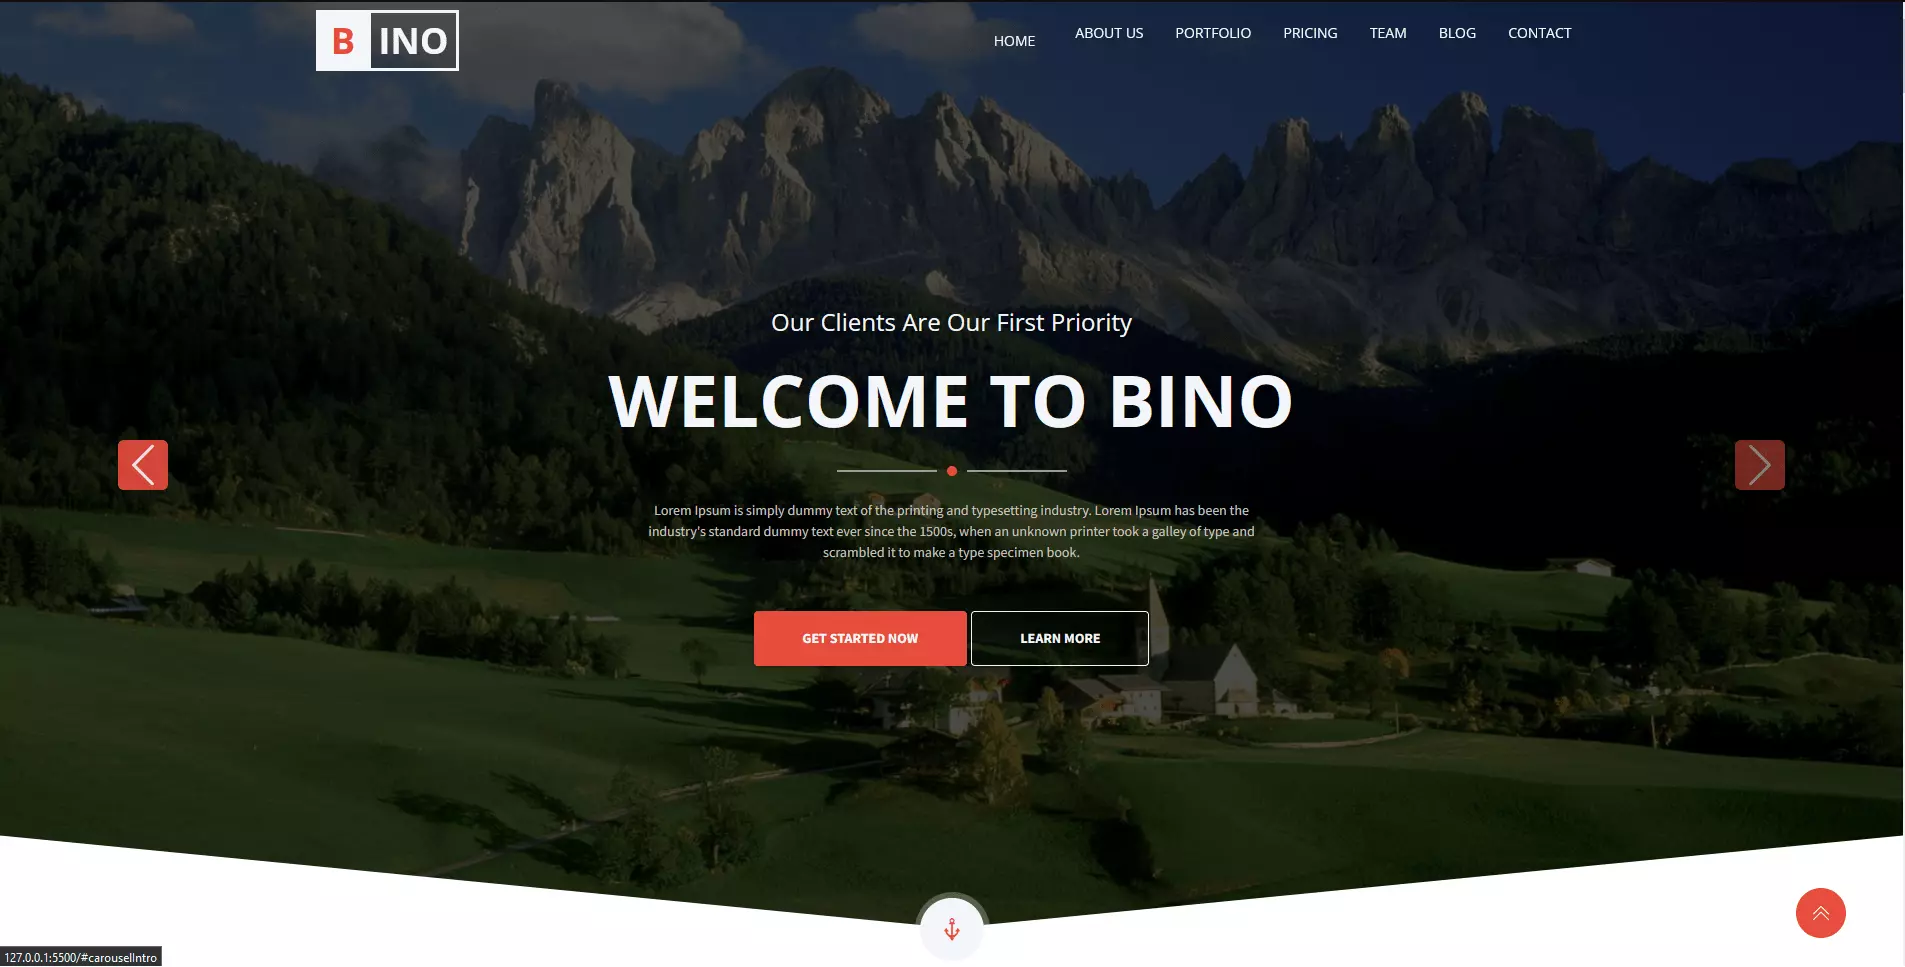 B INO
HOME
ABOUT US PORTFOLIO PRICING TEAM BLOG CONTACT
Our Clients Are Our First Priority
WELCOME TO BINO
Lorem Ipsum is simply dummy text of the printing and typesetting industry. Lorem Ipsum has been the
industry's standard dummy text ever since the 1500s, when an unknown printer took a galley of type and
scrambled it to make a type specimen book.
GET STARTED NOW LEARN MORE
127.0.0.1:5500/#carouselIntro